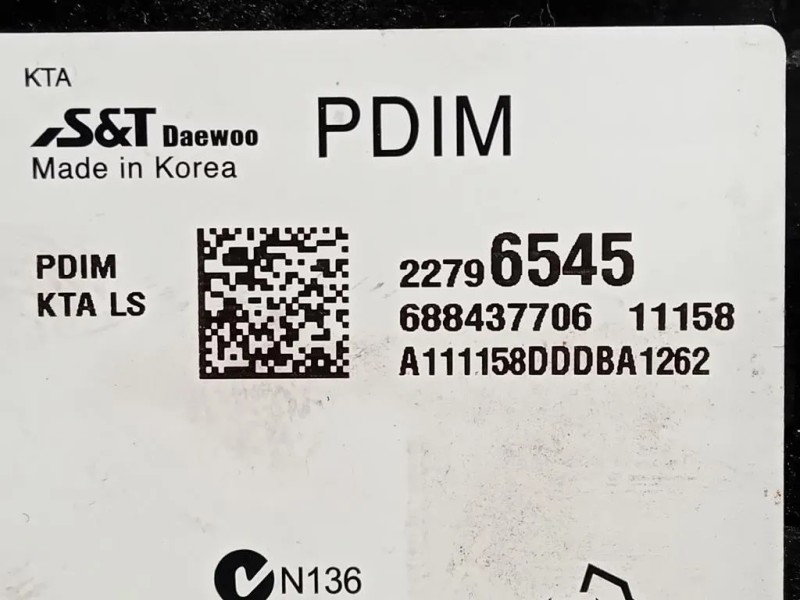 KTA
S&T Daewoo
PDIM
Made in Korea
PDIM
KTA LS
22796545
688437706 11158
A111158DDDBA1262
N136